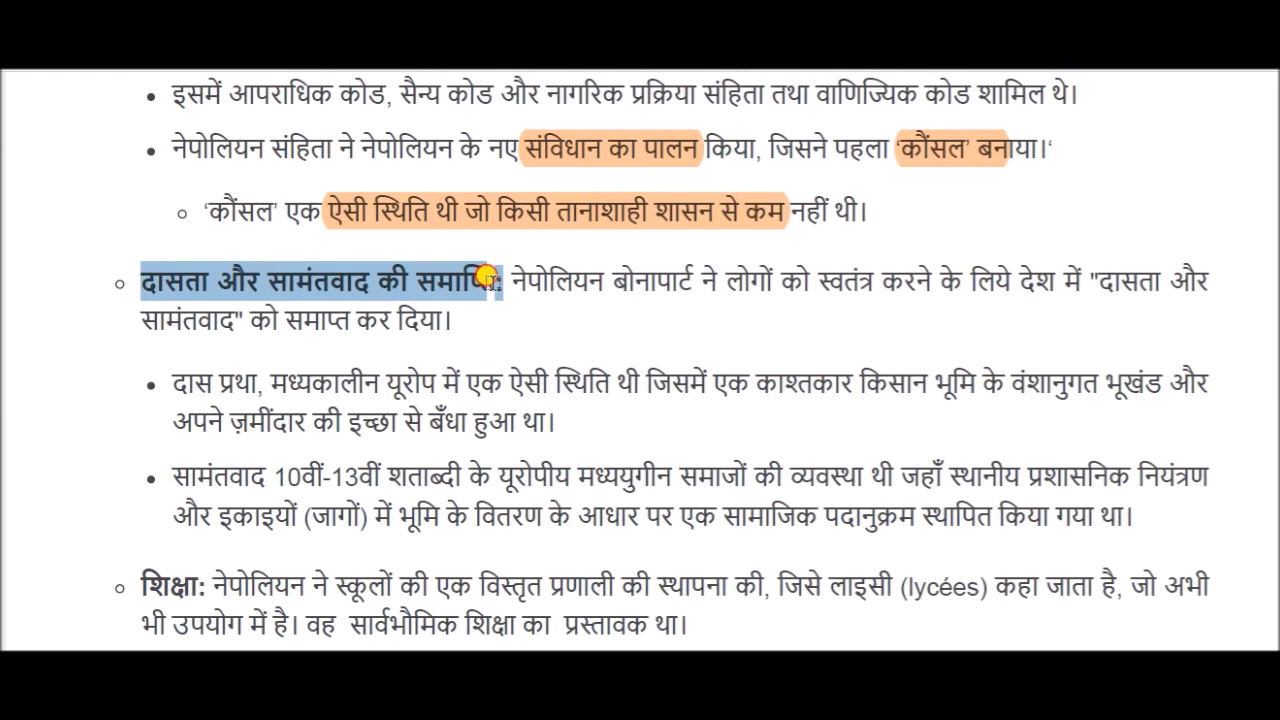 इसमें आपराधिक कोड, सैन्य कोड और नागरिक प्रक्रिया संहिता तथा वाणिज्यिक कोड शामिल थे।
नेपोलियन संहिता ने नेपोलियन के नए संविधान का पालन किया, जिसने पहला ‘कौंसल’ बनाया।‘
‘कौंसल’ एक ऐसी स्थिति थी जो किसी तानाशाही शासन से कम नहीं थी।
दासता और सामंतवाद की समाप्ति: नेपोलियन बोनापार्ट ने लोगों को स्वतंत्र करने के लिये देश में "दासता और
सामंतवाद" को समाप्त कर दिया।
दास प्रथा, मध्यकालीन यूरोप में एक ऐसी स्थिति थी जिसमें एक काश्तकार किसान भूमि के वंशानुगत भूखंड और
अपने ज़मींदार की इच्छा से बँधा हुआ था।
सामंतवाद 10वीं-13वीं शताब्दी के यूरोपीय मध्ययुगीन समाजों की व्यवस्था थी जहाँ स्थानीय प्रशासनिक नियंत्रण
और इकाइयों (जागों) में भूमि के वितरण के आधार पर एक सामाजिक पदानुक्रम स्थापित किया गया था।
शिक्षा: नेपोलियन ने स्कूलों की एक विस्तृत प्रणाली की स्थापना की, जिसे लाइसी (lycées) कहा जाता है, जो अभी
भी उपयोग में है। वह सार्वभौमिक शिक्षा का प्रस्तावक था।